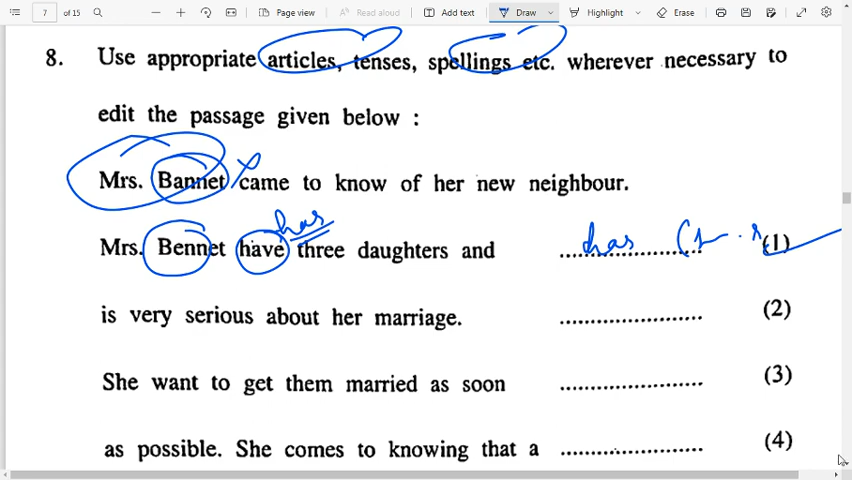 7 of 15 Page view Read aloud Add text Draw Highlight Erase
8. Use appropriate articles, tenses, spellings etc. wherever necessary to
edit the passage given below :
Mrs. Bannet came to know of her new neighbour.
has
Mrs. Bennet have three daughters and has (1)
is very serious about her marriage. .......................... (2)
She want to get them married as soon .......................... (3)
as possible. She comes to knowing that a .......................... (4)